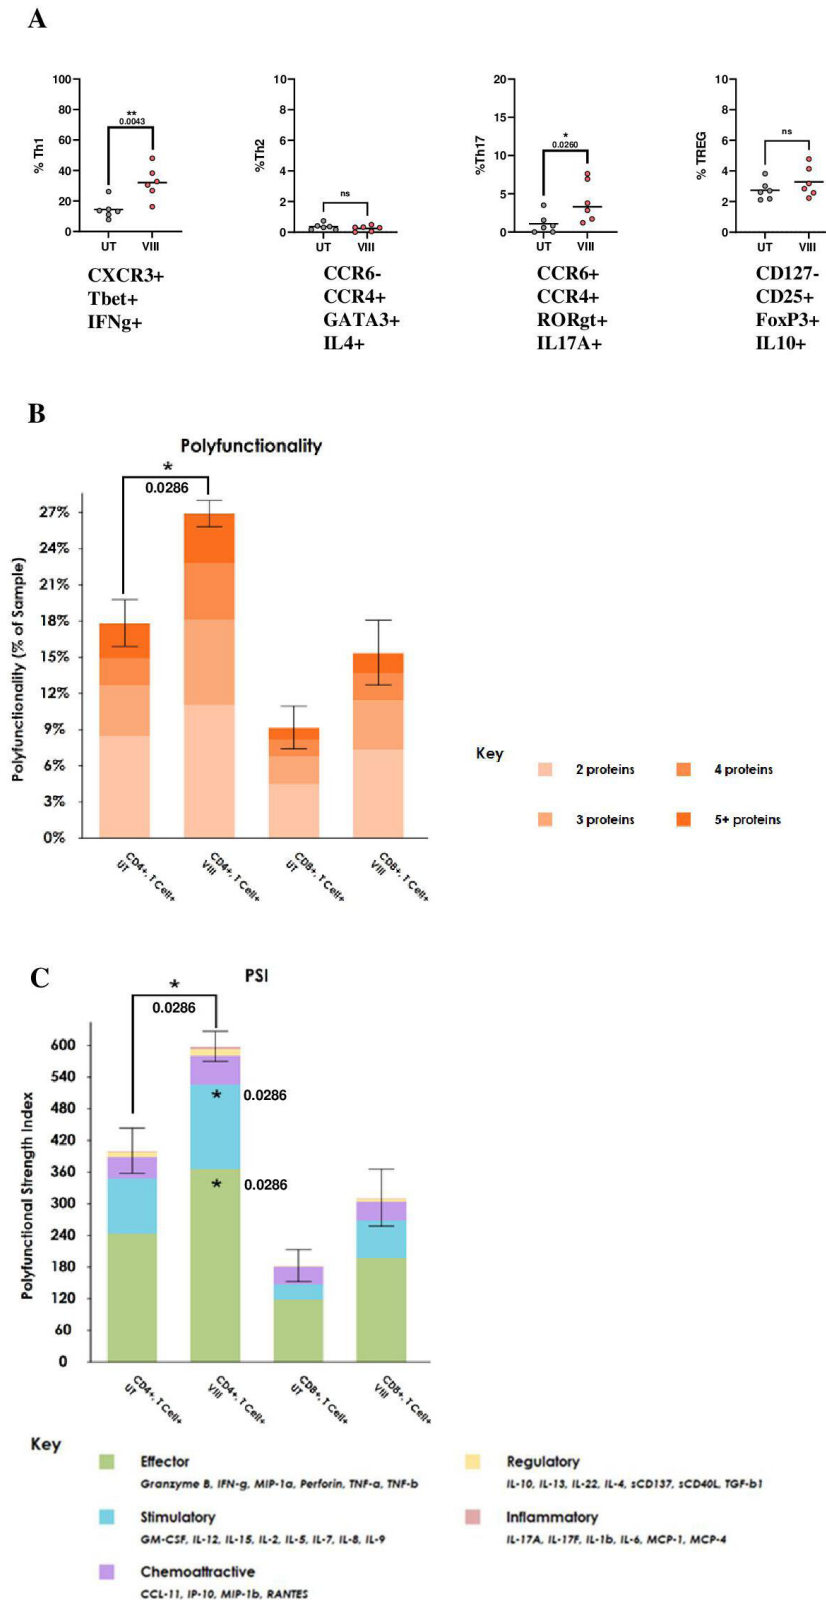 A
100
80
60
40
20
0
% Th1
**
0.0043
UT VIII
CXCR3+
Tbet+
IFNg+
10
8
6
4
2
0
%Th2
ns
UT VIII
CCR6-
CCR4+
GATA3+
IL4+
20
15
10
5
0
%Th17
*
0.0260
UT VIII
CCR6+
CCR4+
RORgt+
IL17A+
10
8
6
4
2
0
% TREG
ns
UT VIII
CD127-
CD25+
FoxP3+
IL10+
B
Polyfunctionality
*
0.0286
27%
24%
21%
18%
15%
12%
9%
6%
3%
0%
Polyfunctionality (% of Sample)
CD4+, T Cell+
UT
CD4+, T Cell+
VIII
CD8+, T Cell+
UT
CD8+, T Cell+
VIII
Key
2 proteins
4 proteins
3 proteins
5+ proteins
C
PSI
*
0.0286
600
540
480
420
360
300
240
180
120
60
0
Polyfunctional Strength Index
* 0.0286
* 0.0286
CD4+, T Cell+
UT
CD4+, T Cell+
VIII
CD8+, T Cell+
UT
CD8+, T Cell+
VIII
Key
Effector
Granzyme B, IFN-g, MIP-1a, Perforin, TNF-a, TNF-b
Regulatory
IL-10, IL-13, IL-22, IL-4, sCD137, sCD40L, TGF-b1
Stimulatory
GM-CSF, IL-12, IL-15, IL-2, IL-5, IL-7, IL-8, IL-9
Inflammatory
IL-17A, IL-17F, IL-1b, IL-6, MCP-1, MCP-4
Chemoattractive
CCL-11, IP-10, MIP-1b, RANTES